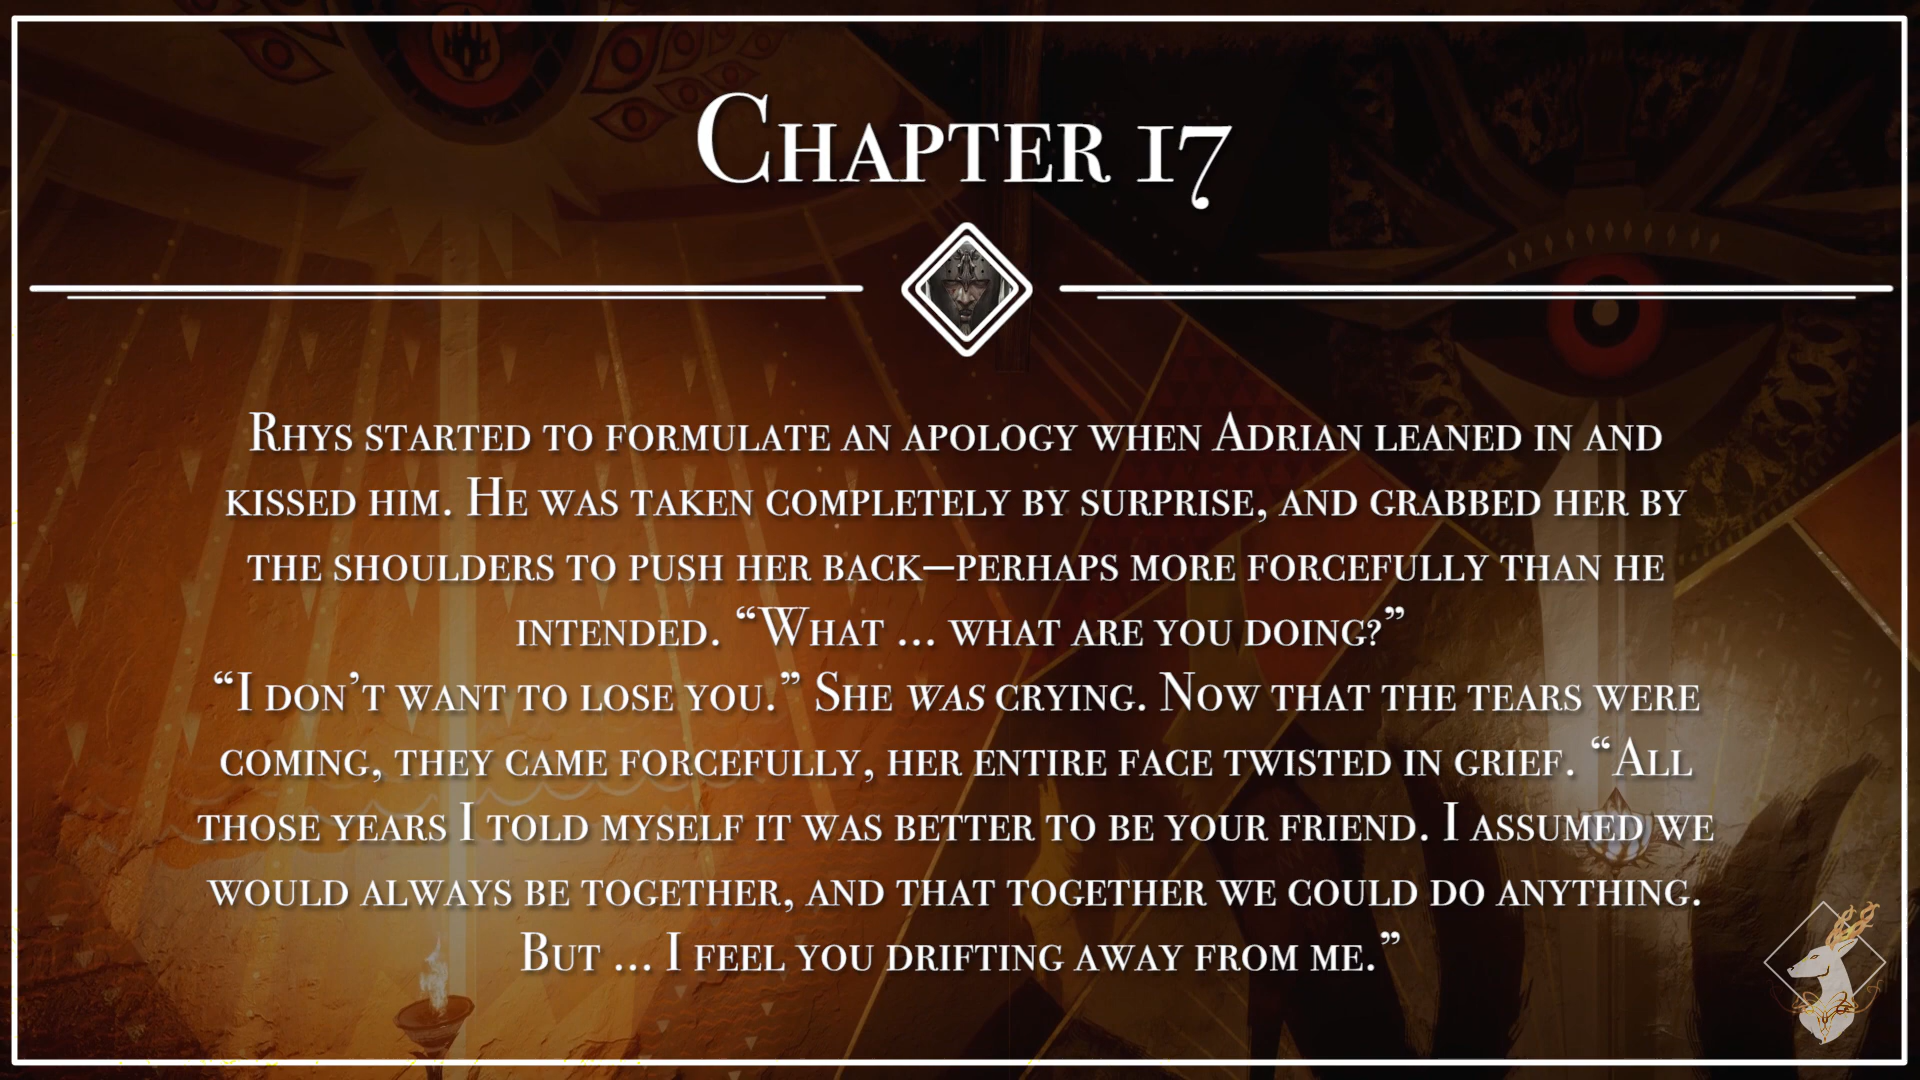 Chapter 17
Rhys started to formulate an apology when Adrian leaned in and
kissed him. He was taken completely by surprise, and grabbed her by
the shoulders to push her back—perhaps more forcefully than he
intended. “What ... what are you doing?”
“I don’t want to lose you.” She was crying. Now that the tears were
coming, they came forcefully, her entire face twisted in grief. “All
those years I told myself it was better to be your friend. I assumed we
would always be together, and that together we could do anything.
But ... I feel you drifting away from me.”